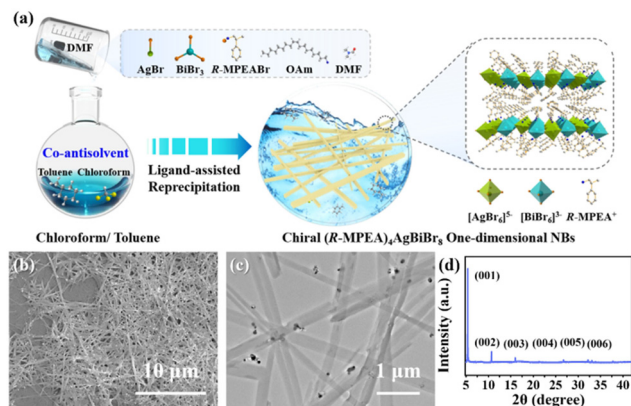 (a)
DMF
AgBr BiBr₃ R-MPEABr OAm DMF
Co-antisolvent
Toluene Chloroform
Ligand-assisted
Reprecipitation
[AgBr₆]⁵⁻ [BiBr₆]³⁻ R-MPEA⁺
Chloroform/ Toluene
Chiral (R-MPEA)₄AgBiBr₈ One-dimensional NBs
(b)
10 μm
(c)
1 μm
(d)
Intensity (a.u.)
(001)
(002) (003) (004) (005) (006)
5 10 15 20 25 30 35 40
2θ (degree)